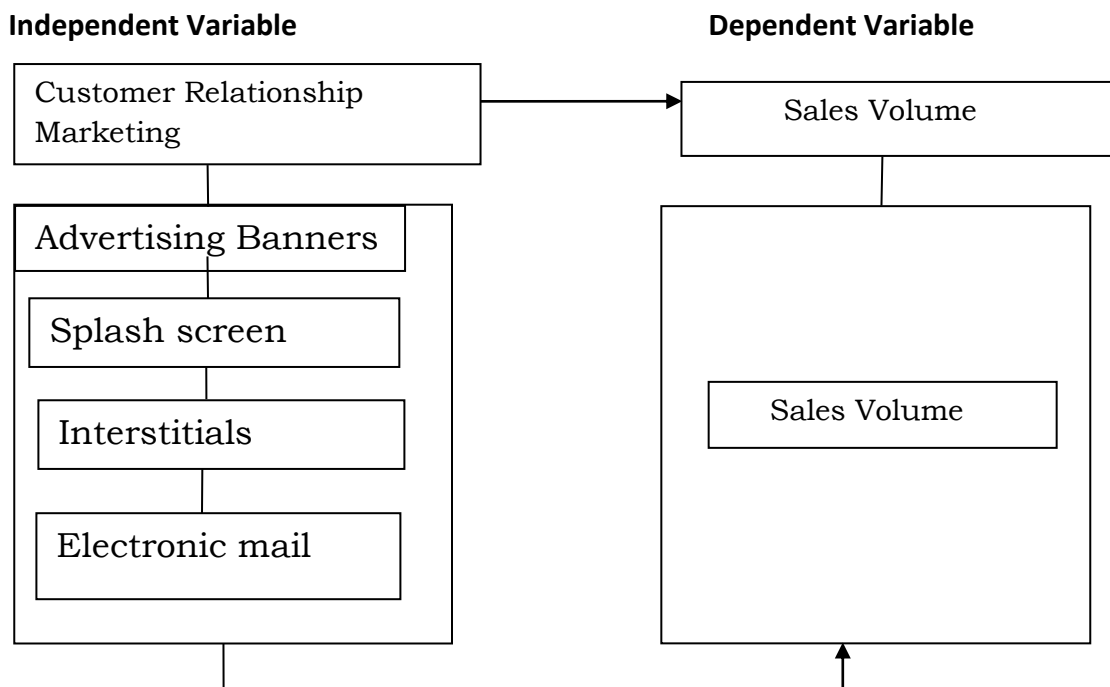 Independent Variable
Dependent Variable
Customer Relationship
Marketing
Sales Volume
Advertising Banners
Splash screen
Interstitials
Electronic mail
Sales Volume